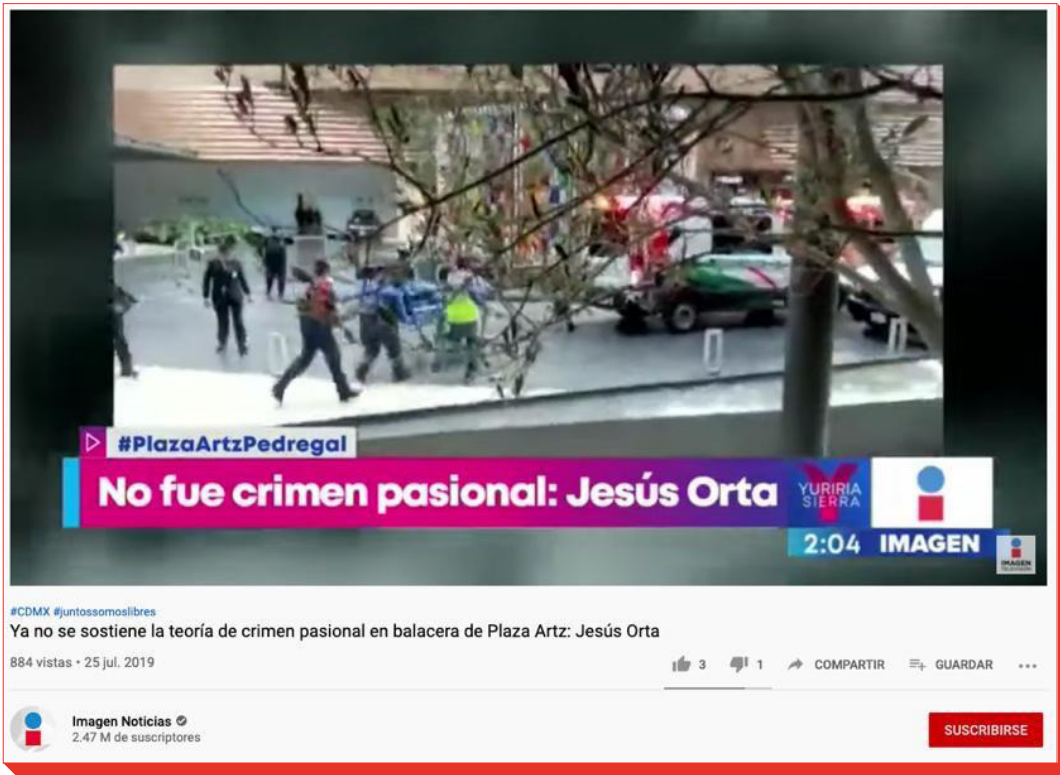 #PlazaArtzPedregal
No fue crimen pasional: Jesús Orta
YURIRIA
SIERRA
2:04 IMAGEN
IMAGEN
TELEVISIÓN
#CDMX #juntossomoslibres
Ya no se sostiene la teoría de crimen pasional en balacera de Plaza Artz: Jesús Orta
884 vistas • 25 jul. 2019
3 1 COMPARTIR GUARDAR
Imagen Noticias
2.47 M de suscriptores
SUSCRIBIRSE